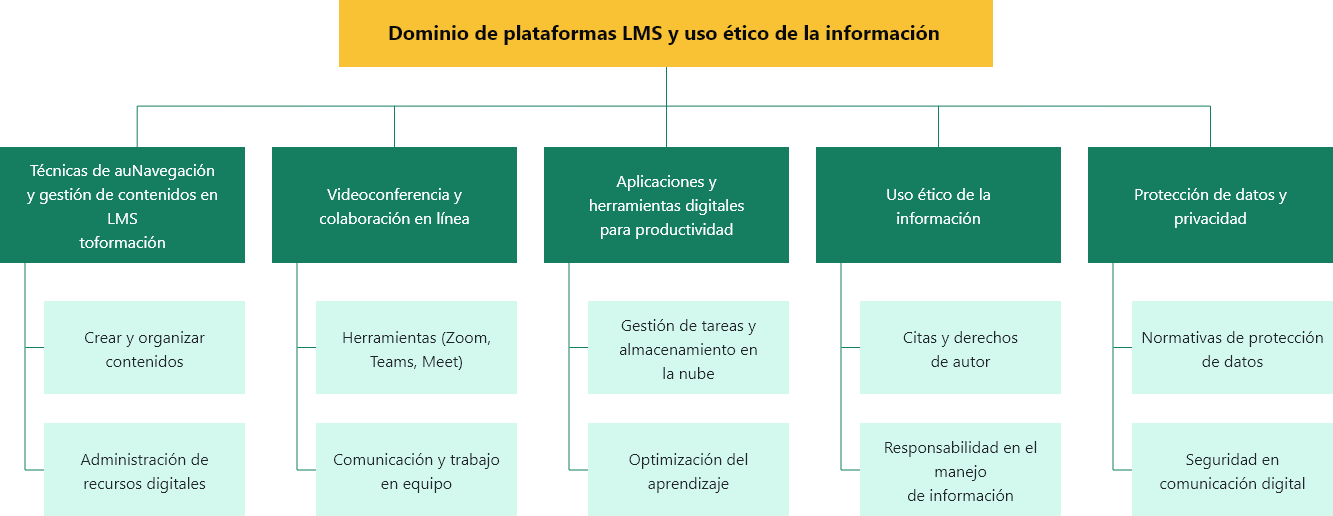 Dominio de plataformas LMS y uso ético de la información
Técnicas de auNavegación
y gestión de contenidos en
LMS
toformación
Videoconferencia y
colaboración en línea
Aplicaciones y
herramientas digitales
para productividad
Uso ético de la
información
Protección de datos y
privacidad
Crear y organizar
contenidos
Herramientas (Zoom,
Teams, Meet)
Gestión de tareas y
almacenamiento en
la nube
Citas y derechos
de autor
Normativas de protección
de datos
Administración de
recursos digitales
Comunicación y trabajo
en equipo
Optimización del
aprendizaje
Responsabilidad en el
manejo
de información
Seguridad en
comunicación digital